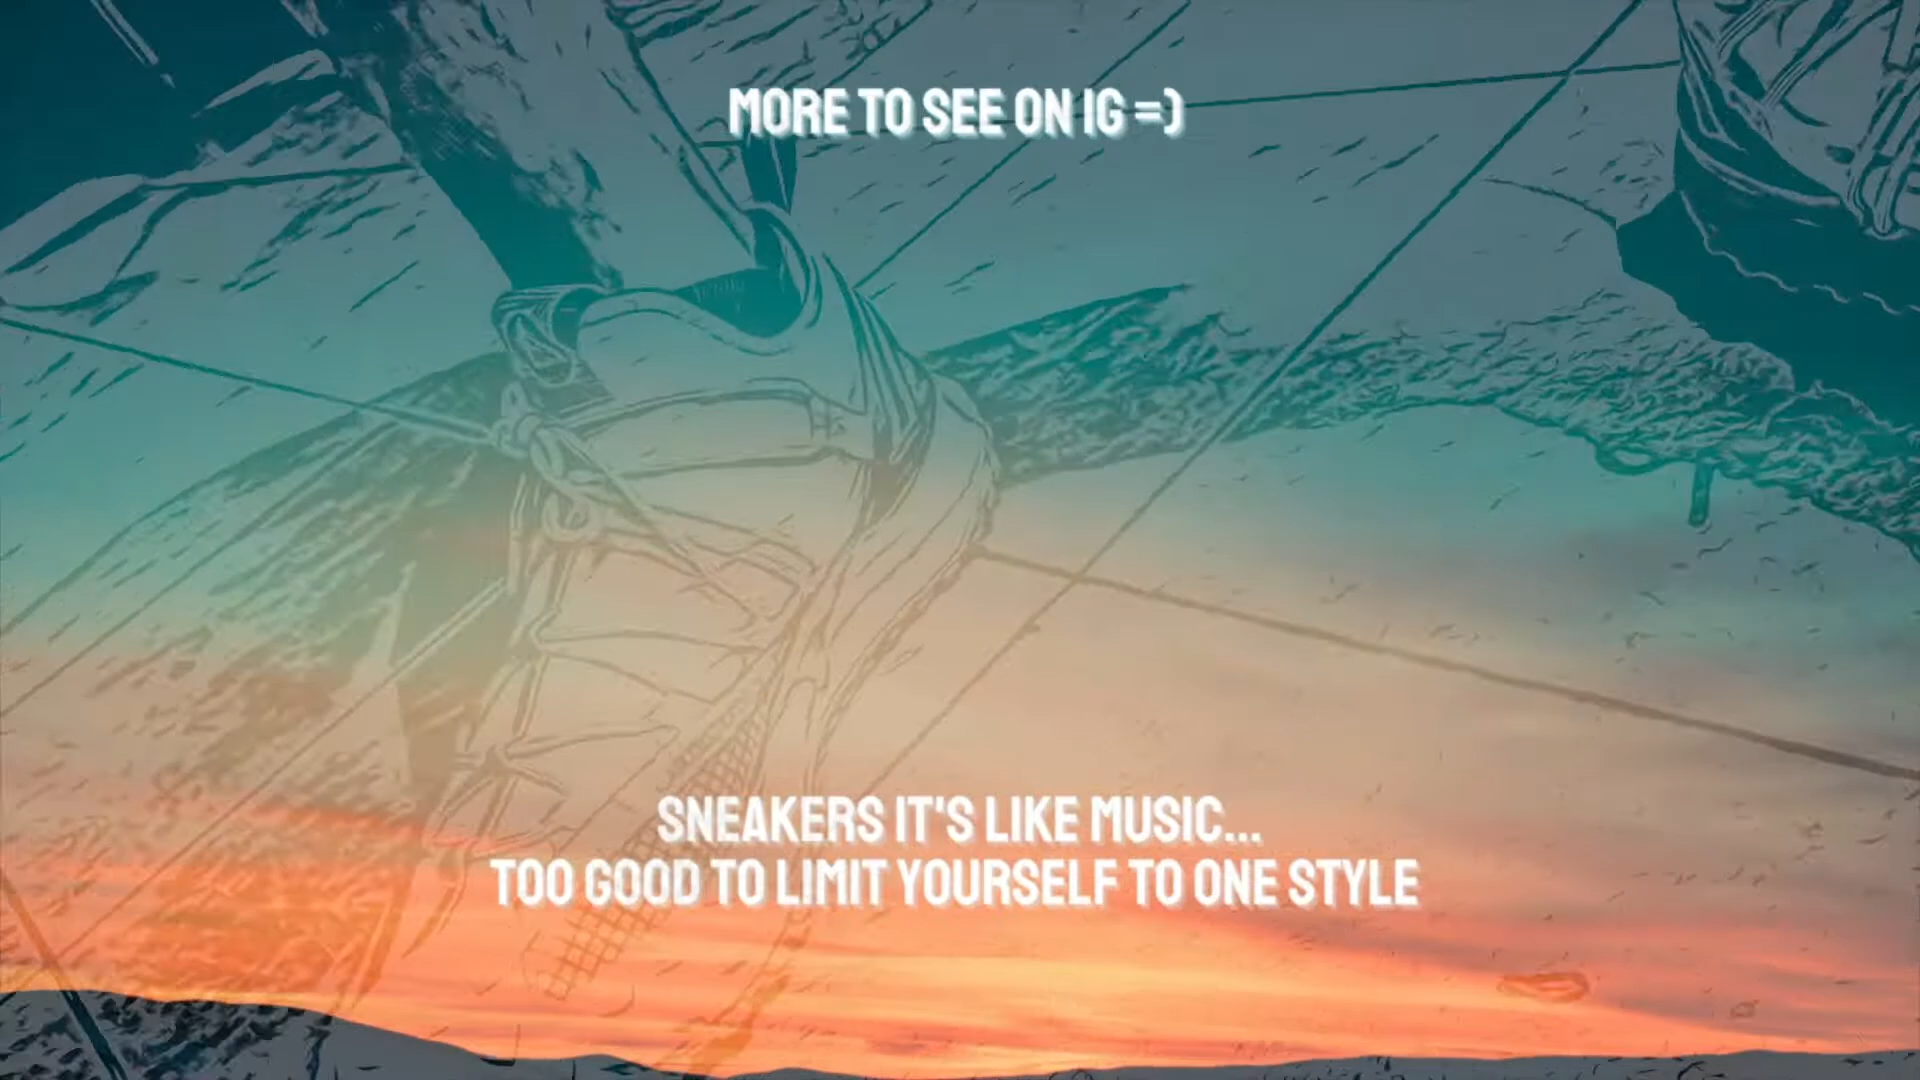 MORE TO SEE ON IG =)
SNEAKERS IT'S LIKE MUSIC...
TOO GOOD TO LIMIT YOURSELF TO ONE STYLE